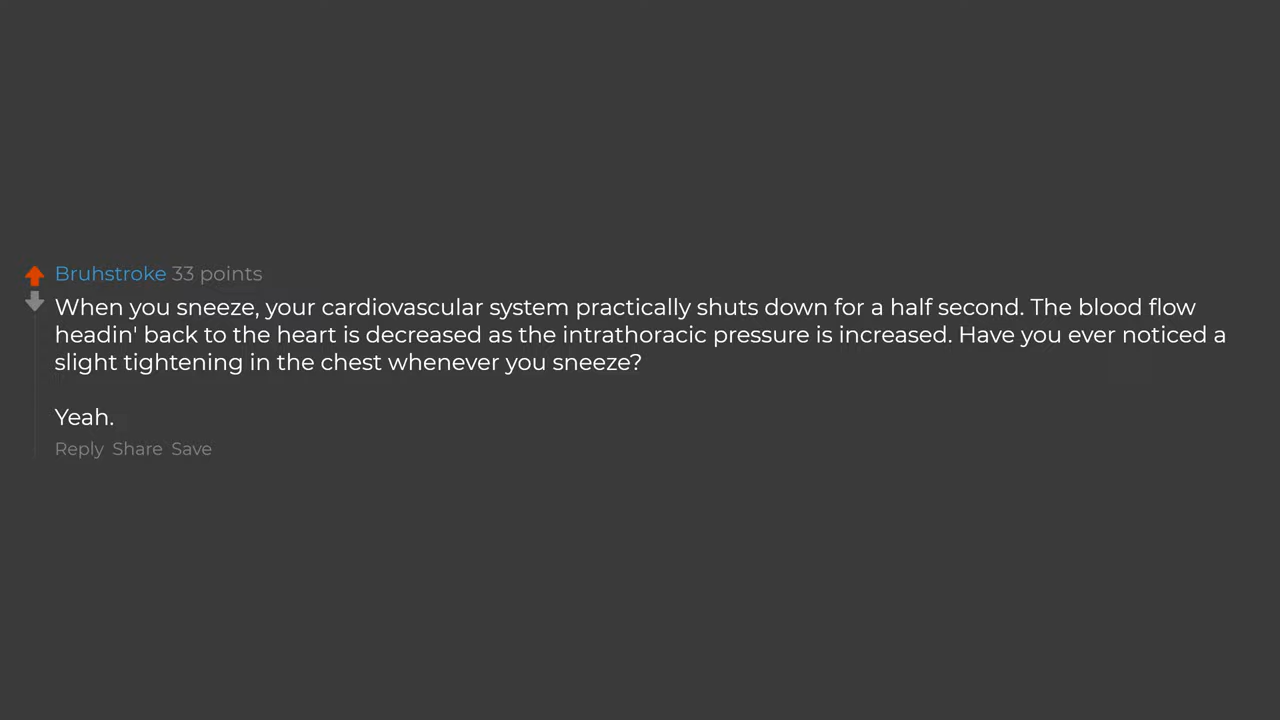 Bruhstroke 33 points
When you sneeze, your cardiovascular system practically shuts down for a half second. The blood flow
headin' back to the heart is decreased as the intrathoracic pressure is increased. Have you ever noticed a
slight tightening in the chest whenever you sneeze?
Yeah.
Reply Share Save